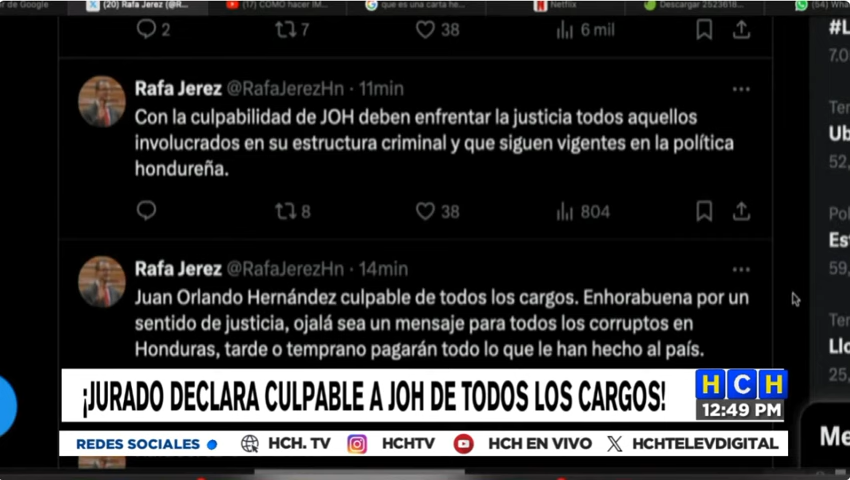 r de Google
(20) Rafa Jerez (@R...
(17) COMO hacer IM...
que es una carta he...
Netflix
Descargar 2523618...
(54) Wha
2
7
38
6 mil
#L
7.0
Rafa Jerez @RafaJerezHn · 11min
Con la culpabilidad de JOH deben enfrentar la justicia todos aquellos
involucrados en su estructura criminal y que siguen vigentes en la política
hondureña.
Ten
Ub
52,
8
38
804
Pol
Es
59,
Rafa Jerez @RafaJerezHn · 14min
Juan Orlando Hernández culpable de todos los cargos. Enhorabuena por un
sentido de justicia, ojalá sea un mensaje para todos los corruptos en
Honduras, tarde o temprano pagarán todo lo que le han hecho al país.
Ten
Llo
25,
¡JURADO DECLARA CULPABLE A JOH DE TODOS LOS CARGOS!
HCH
12:49 PM
REDES SOCIALES
HCH. TV
HCHTV
HCH EN VIVO
HCHTELEVDIGITAL
Me